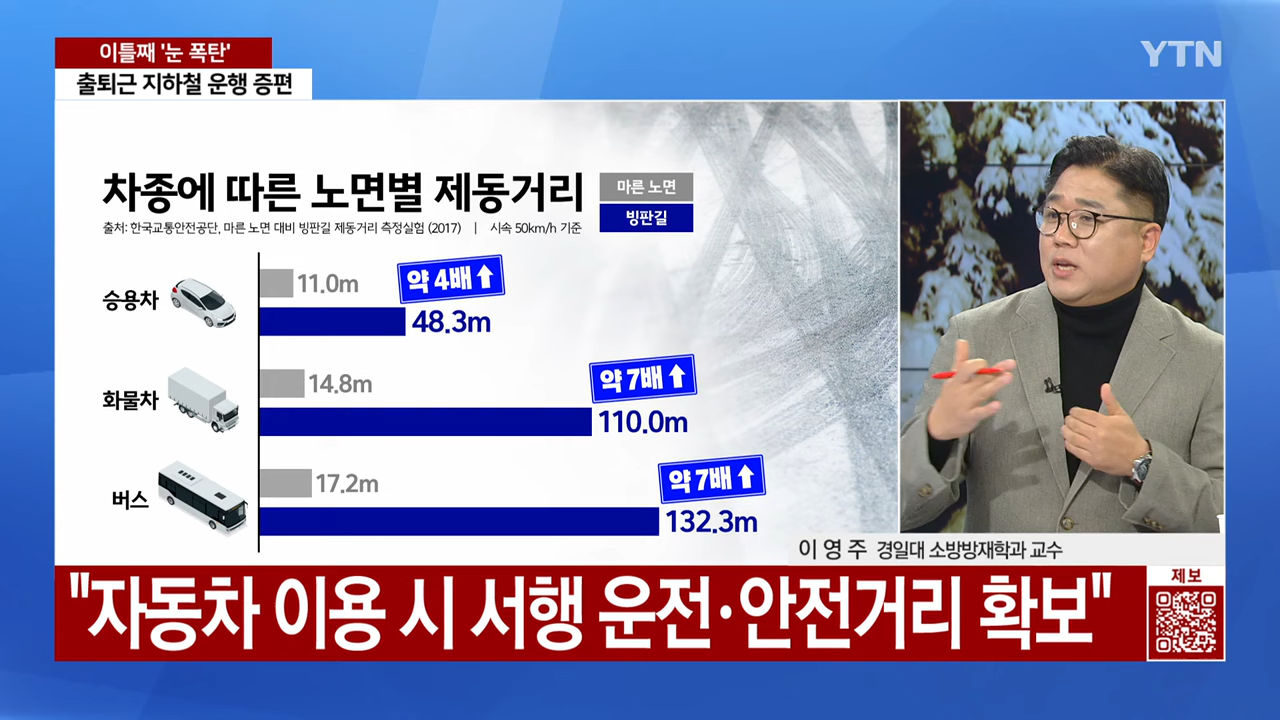 이틀째 '눈 폭탄'
출퇴근 지하철 운행 증편
YTN
차종에 따른 노면별 제동거리
마른 노면
빙판길
출처: 한국교통안전공단, 마른 노면 대비 빙판길 제동거리 측정실험 (2017) | 시속 50km/h 기준
승용차
11.0m
약 4배
48.3m
화물차
14.8m
약 7배
110.0m
버스
17.2m
약 7배
132.3m
이영주 경일대 소방방재학과 교수
"자동차 이용 시 서행 운전·안전거리 확보"
제보